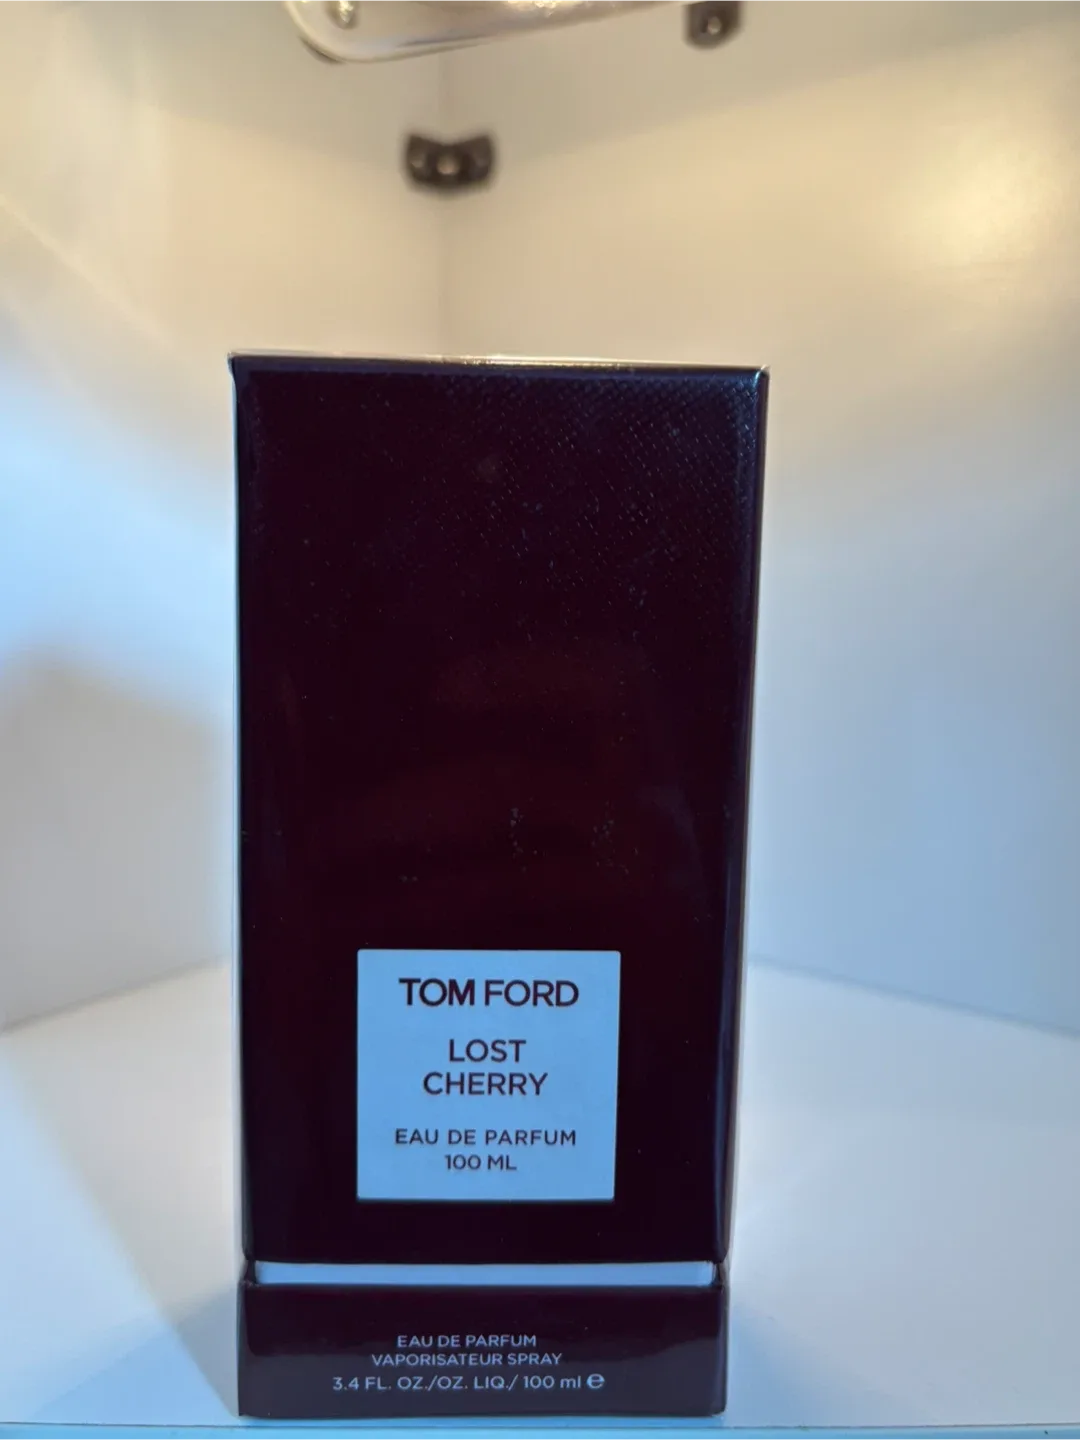 TOM FORD
LOST
CHERRY
EAU DE PARFUM
100 ML
EAU DE PARFUM
VAPORISATEUR SPRAY
3.4 FL. OZ./OZ. LIQ./ 100 ml ℮